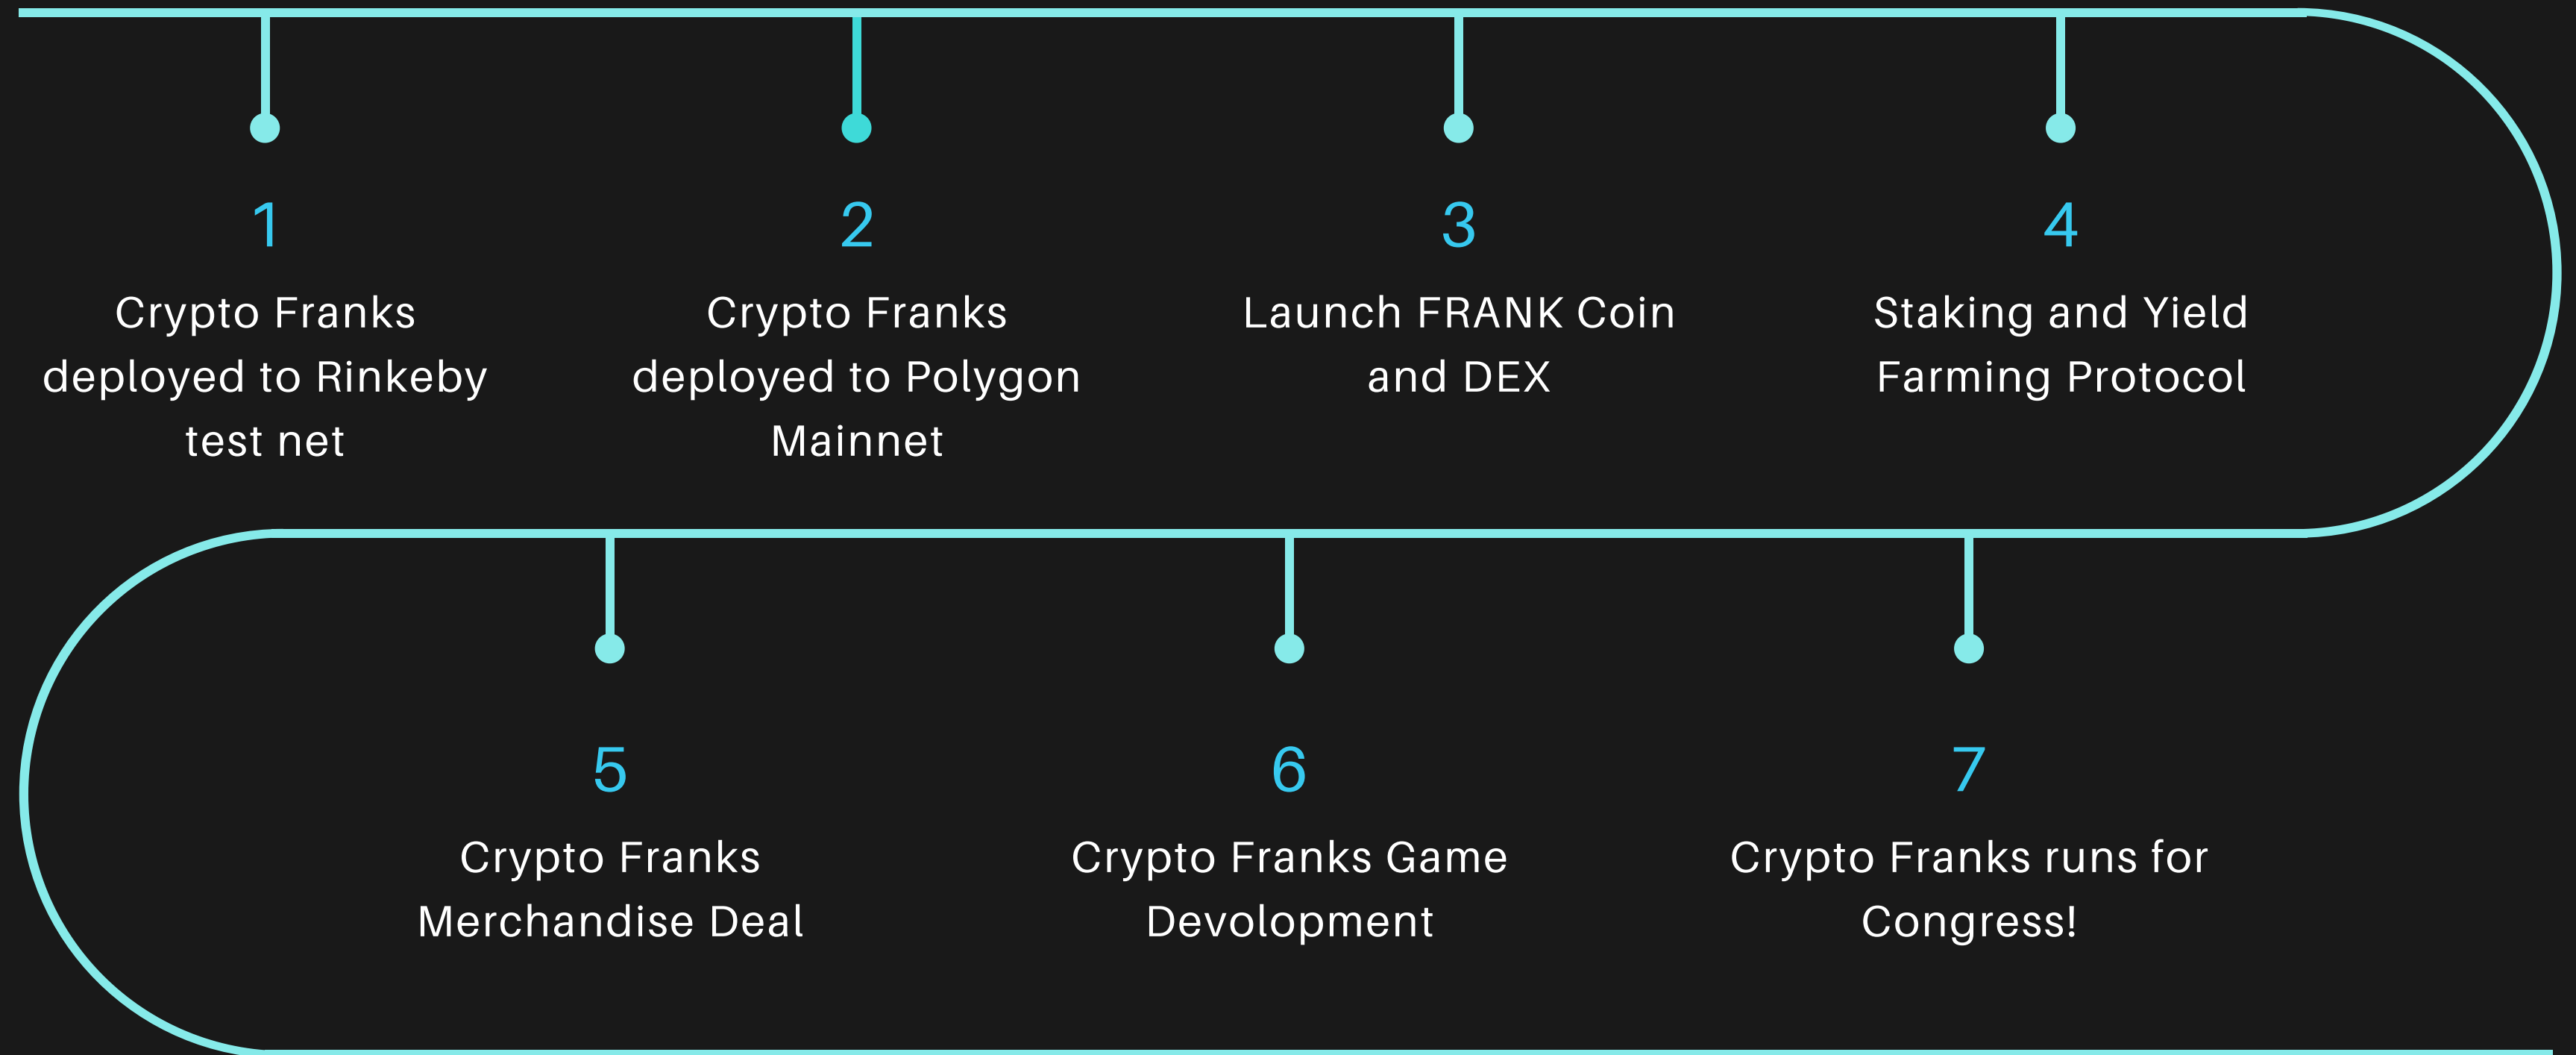 1
Crypto Franks
deployed to Rinkeby
test net
2
Crypto Franks
deployed to Polygon
Mainnet
3
Launch FRANK Coin
and DEX
4
Staking and Yield
Farming Protocol
5
Crypto Franks
Merchandise Deal
6
Crypto Franks Game
Devolopment
7
Crypto Franks runs for
Congress!